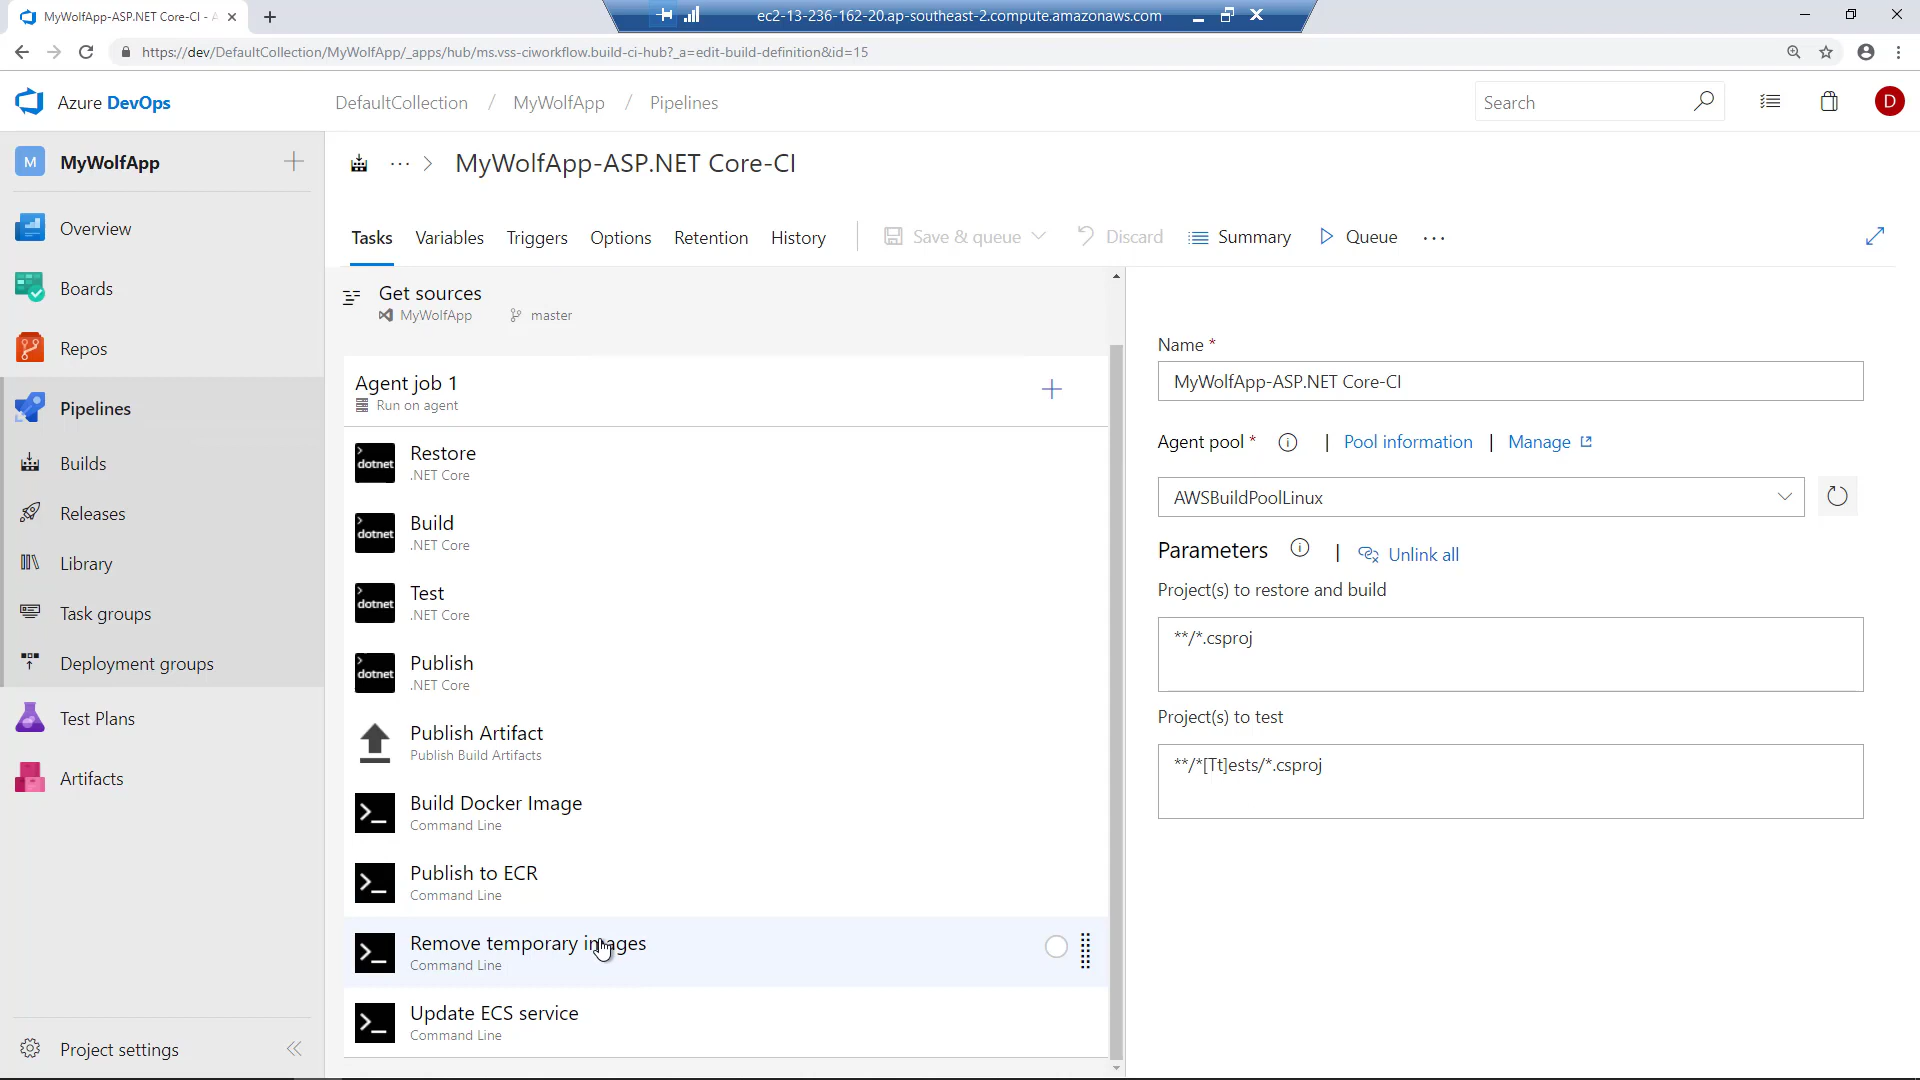 MyWolfApp-ASP.NET Core-CI - A
ec2-13-236-162-20.ap-southeast-2.compute.amazonaws.com
https://dev/DefaultCollection/MyWolfApp/_apps/hub/ms.vss-ciworkflow.build-ci-hub?_a=edit-build-definition&id=15
Azure DevOps
DefaultCollection / MyWolfApp / Pipelines
Search
D
M MyWolfApp
MyWolfApp-ASP.NET Core-CI
Overview
Boards
Repos
Pipelines
Builds
Releases
Library
Task groups
Deployment groups
Test Plans
Artifacts
Project settings
Tasks Variables Triggers Options Retention History
Save & queue Discard Summary Queue
Get sources
MyWolfApp master
Agent job 1
Run on agent
dotnet
Restore
.NET Core
dotnet
Build
.NET Core
dotnet
Test
.NET Core
dotnet
Publish
.NET Core
Publish Artifact
Publish Build Artifacts
Build Docker Image
Command Line
Publish to ECR
Command Line
Remove temporary images
Command Line
Update ECS service
Command Line
Name *
MyWolfApp-ASP.NET Core-CI
Agent pool * | Pool information | Manage
AWSBuildPoolLinux
Parameters | Unlink all
Project(s) to restore and build
**/*.csproj
Project(s) to test
**/*[Tt]ests/*.csproj